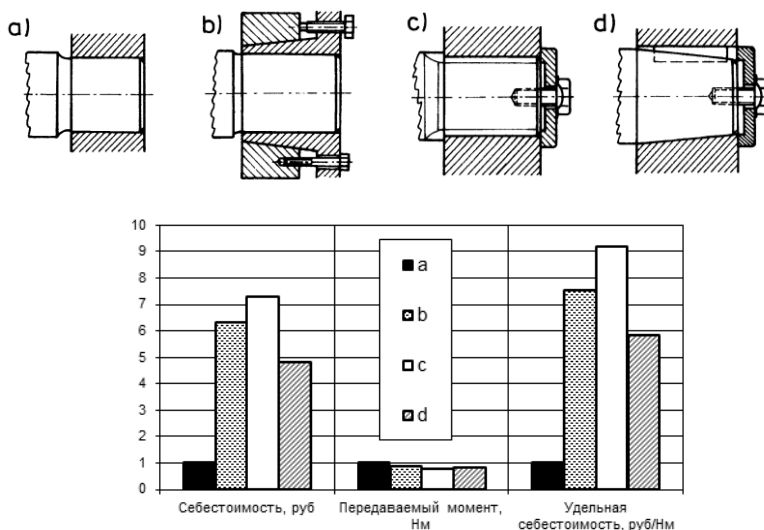 a)
b)
c)
d)
10
9
8
7
6
5
4
3
2
1
0
a
b
c
d
Себестоимость, руб
Передаваемый момент,
Нм
Удельная
себестоимость, руб/Нм